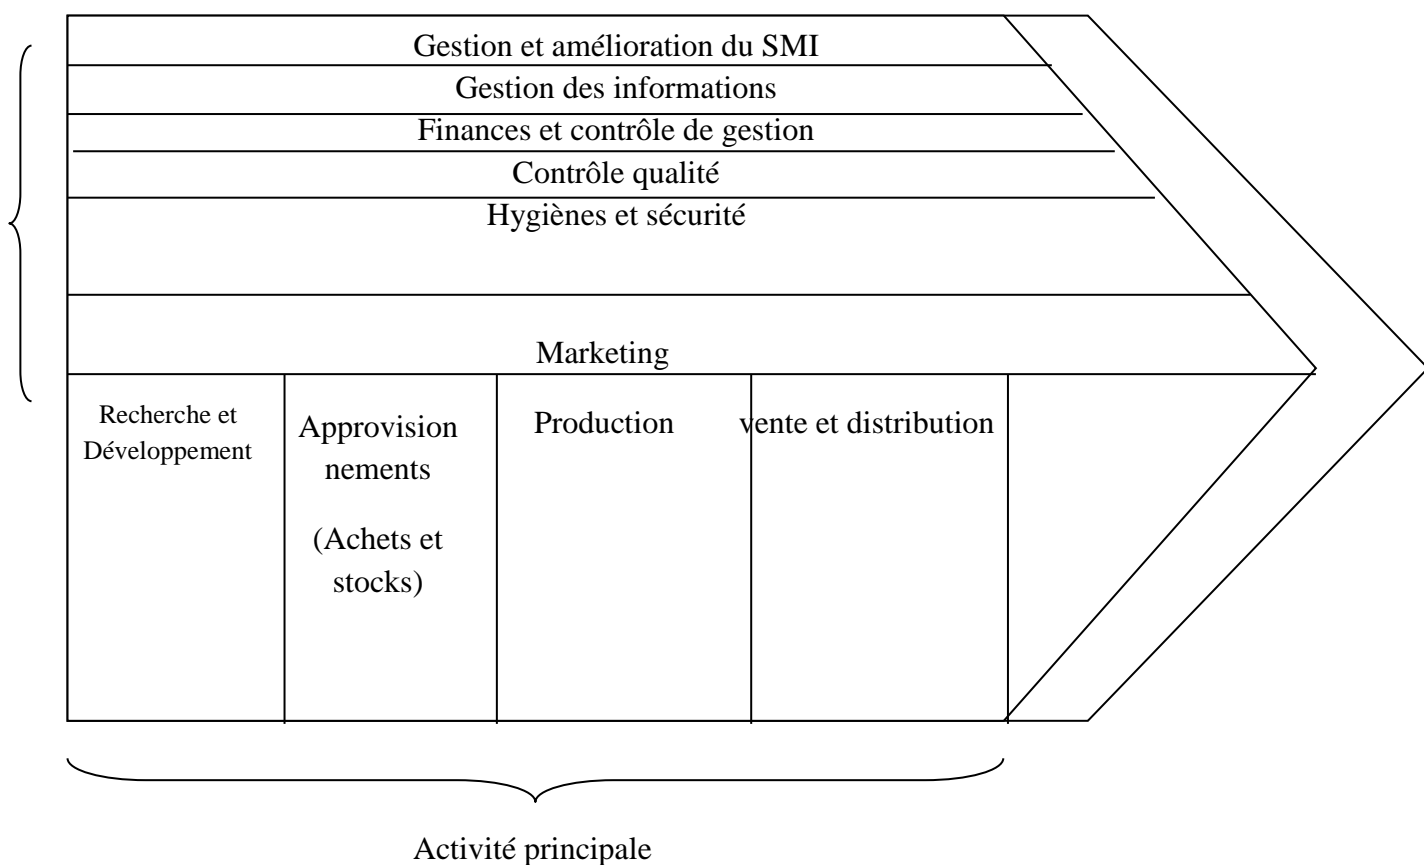 Gestion et amélioration du SMI
Gestion des informations
Finances et contrôle de gestion
Contrôle qualité
Hygiènes et sécurité
Marketing
Recherche et
Développement
Approvision
nements
(Achets et
stocks)
Production
vente et distribution
Activité principale